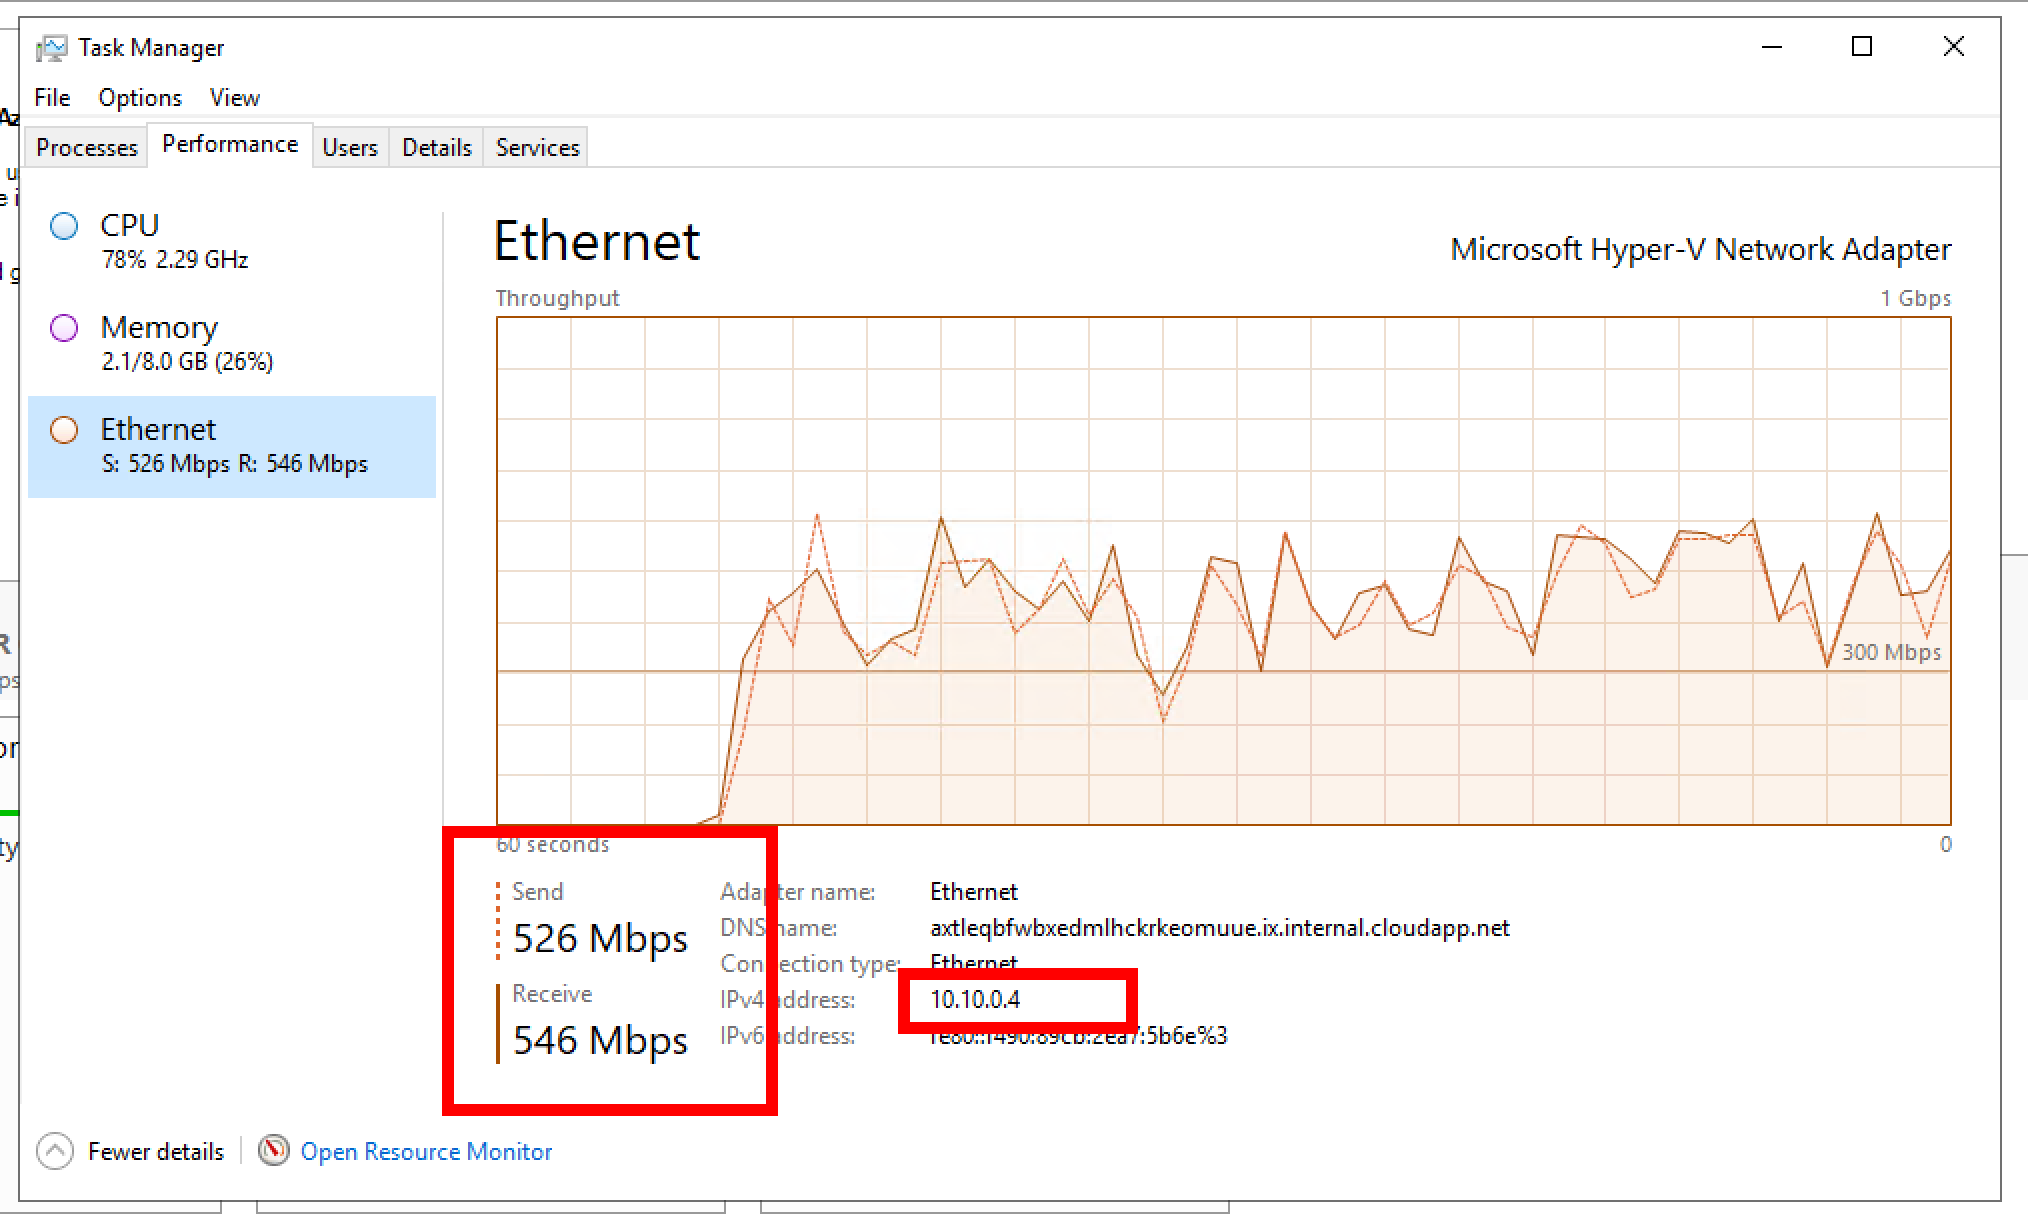 Task Manager
File Options View
Processes Performance Users Details Services
CPU
78% 2.29 GHz
Memory
2.1/8.0 GB (26%)
Ethernet
S: 526 Mbps R: 546 Mbps
Ethernet
Microsoft Hyper-V Network Adapter
Throughput
1 Gbps
300 Mbps
60 seconds
0
Send
526 Mbps
Receive
546 Mbps
Adapter name: Ethernet
DNS name: axtleqbfwbxedmlhckrkeomuue.ix.internal.cloudapp.net
Connection type: Ethernet
IPv4 address: 10.10.0.4
IPv6 address: fe80::f490:89cb:2ea7:5b6e%3
Fewer details
Open Resource Monitor